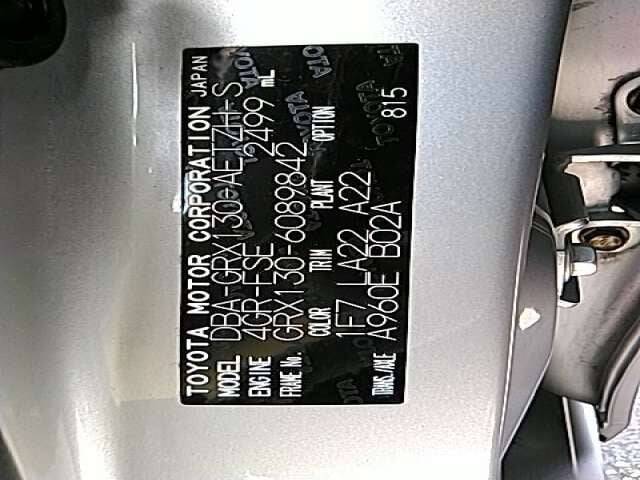 TOYOTA MOTOR CORPORATION JAPAN
MODEL DBA-GRX130-AETZH-S
ENGINE 4GR-FSE 2499 mL
FRAME No. GRX130-6089842
COLOR TRIM PLANT OPTION
1F7 LA22 A22
TRANS./AXLE A960E B02A 815